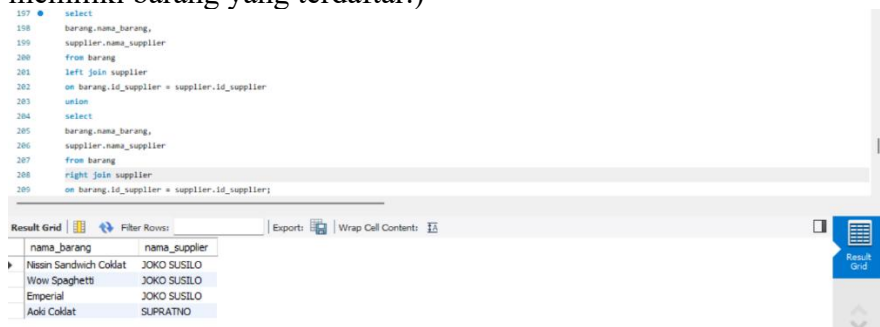 memiliki barang yang terdaftar.)
197 select
198 barang.nama_barang,
199 supplier.nama_supplier
200 from barang
201 left join supplier
202 on barang.id_supplier = supplier.id_supplier
203 union
204 select
205 barang.nama_barang,
206 supplier.nama_supplier
207 from barang
208 right join supplier
209 on barang.id_supplier = supplier.id_supplier;
Result Grid Filter Rows: Export: Wrap Cell Content: IA
nama_barang nama_supplier
Nissin Sandwich Coklat JOKO SUSILO
Wow Spaghetti JOKO SUSILO
Emperial JOKO SUSILO
Aoki Coklat SUPRATNO
Result
Grid